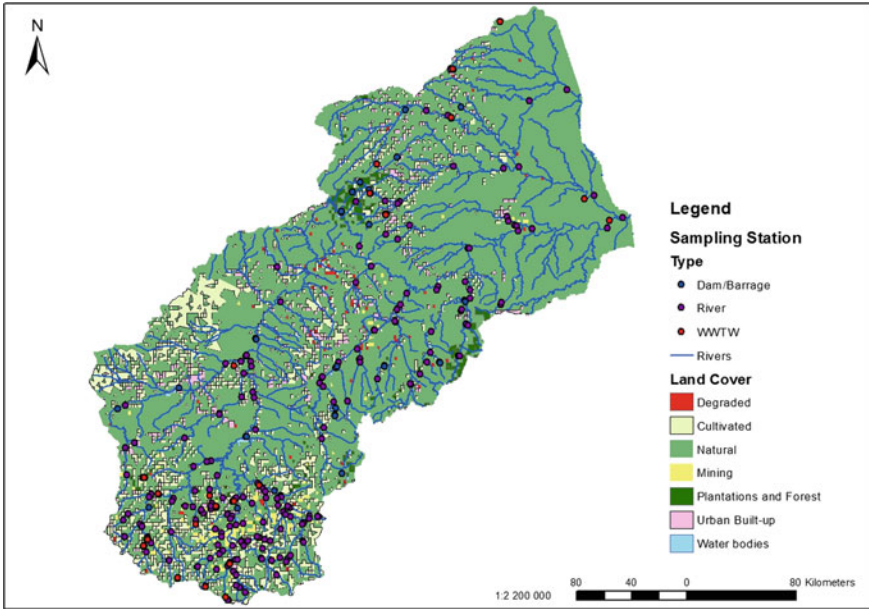 N
Legend
Sampling Station
Type
Dam/Barrage
River
WWTW
Rivers
Land Cover
Degraded
Cultivated
Natural
Mining
Plantations and Forest
Urban Built-up
Water bodies
1:2 200 000
80 40 0 80 Kilometers